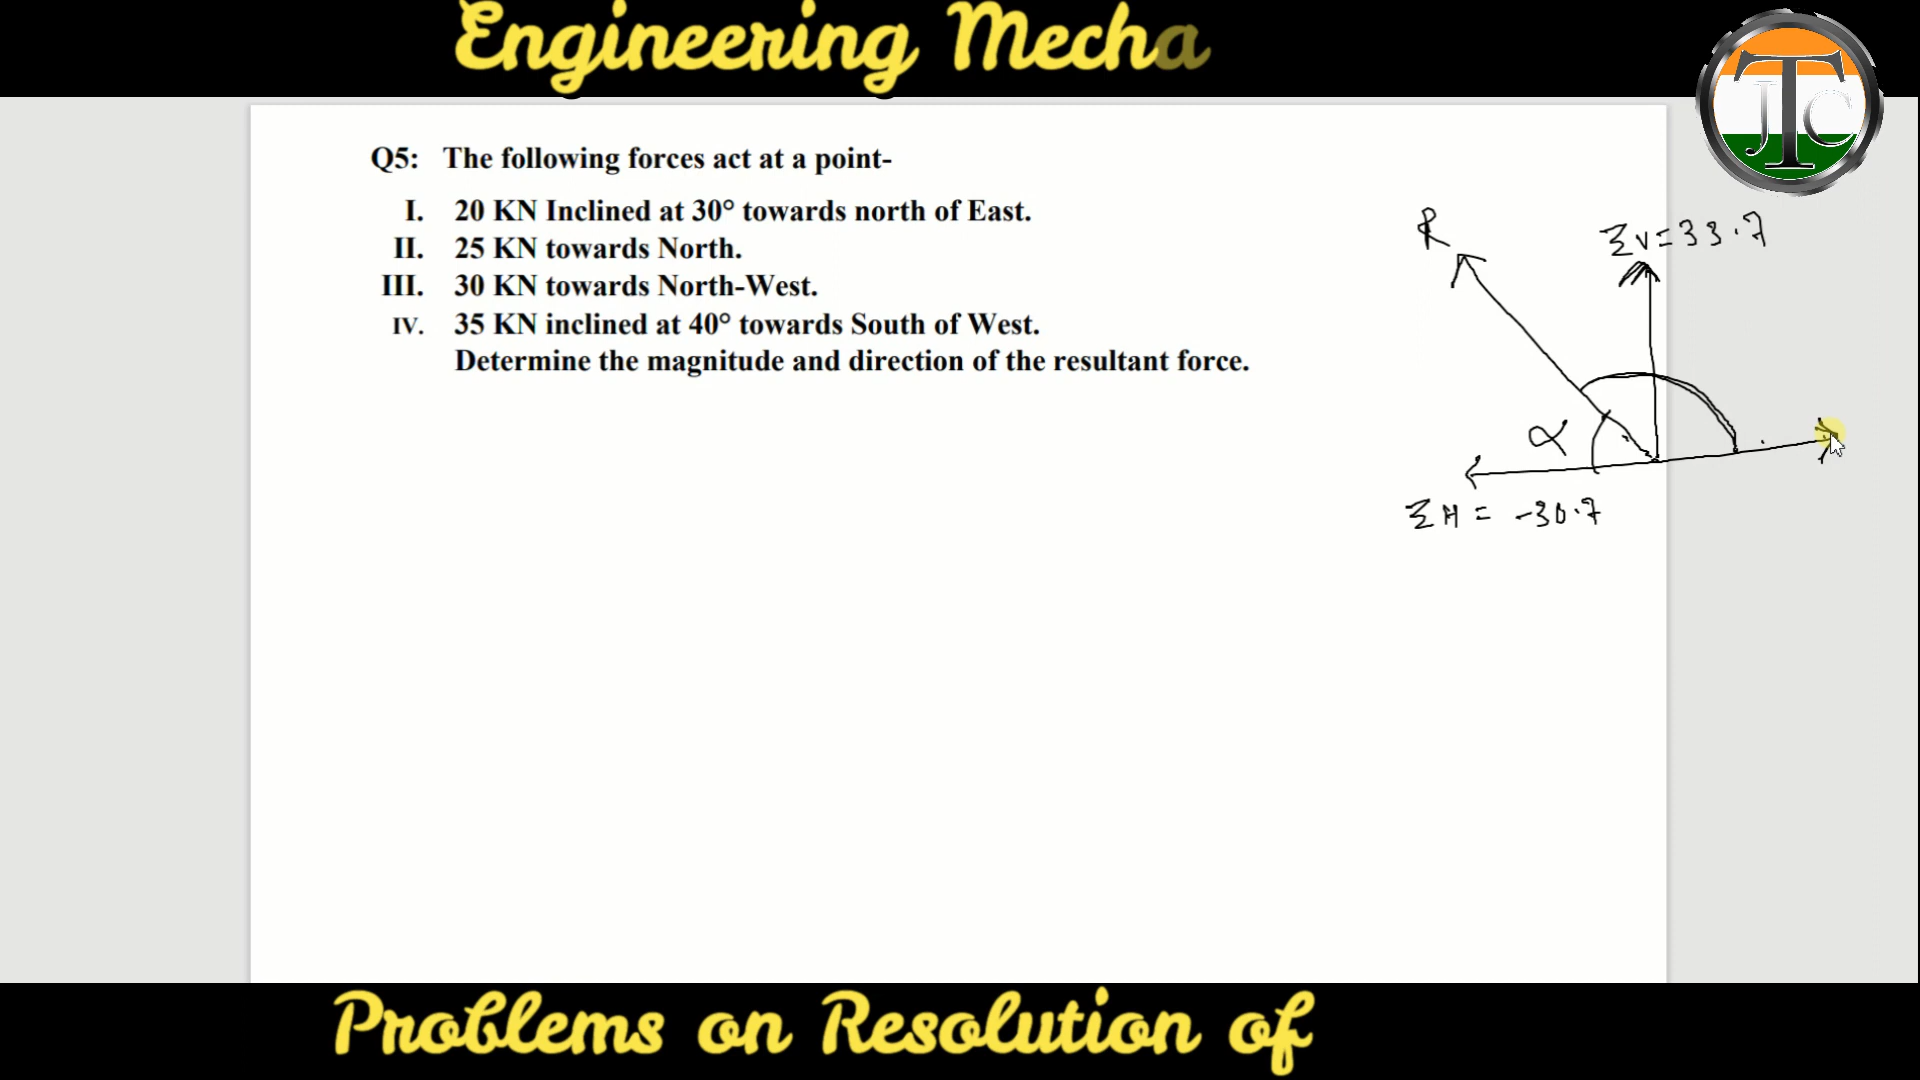 Engineering Mecha
Q5: The following forces act at a point-
I. 20 KN Inclined at 30° towards north of East.
II. 25 KN towards North.
III. 30 KN towards North-West.
IV. 35 KN inclined at 40° towards South of West.
Determine the magnitude and direction of the resultant force.
R
ΣV=33.7
α
ΣH = -30.7
JTC
Problems on Resolution of